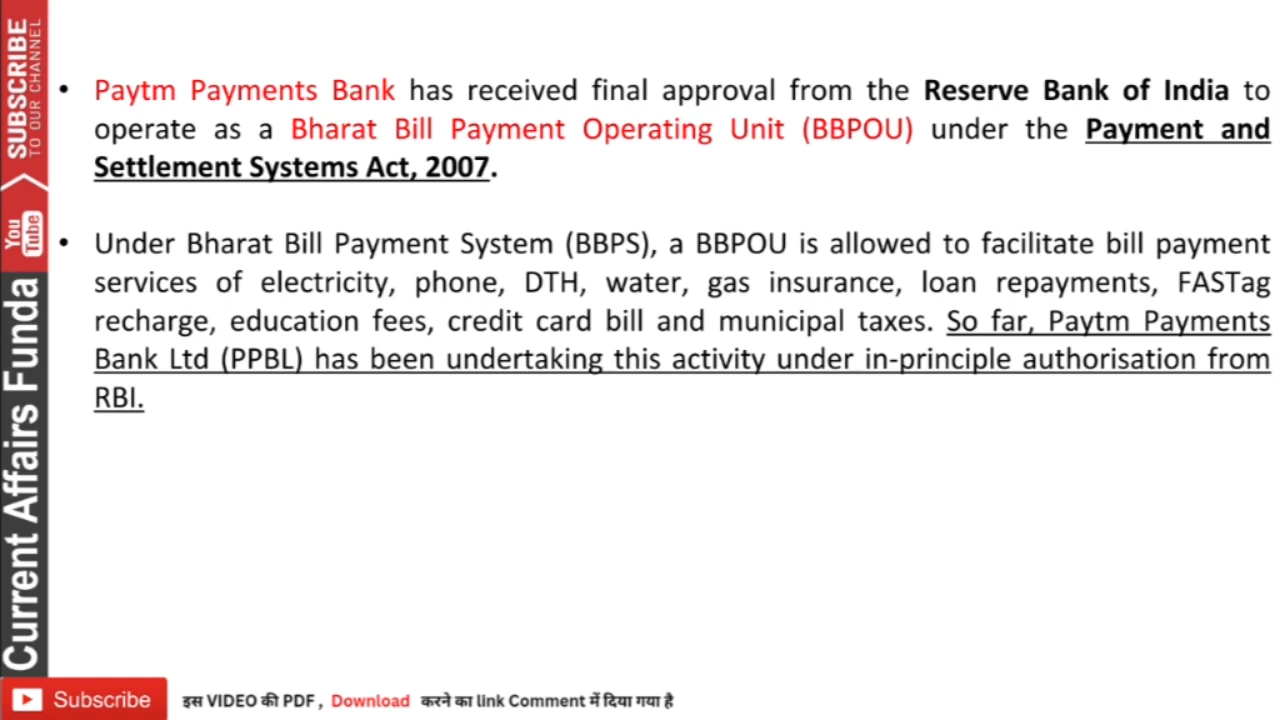 • Paytm Payments Bank has received final approval from the Reserve Bank of India to
operate as a Bharat Bill Payment Operating Unit (BBPOU) under the Payment and
Settlement Systems Act, 2007.
• Under Bharat Bill Payment System (BBPS), a BBPOU is allowed to facilitate bill payment
services of electricity, phone, DTH, water, gas insurance, loan repayments, FASTag
recharge, education fees, credit card bill and municipal taxes. So far, Paytm Payments
Bank Ltd (PPBL) has been undertaking this activity under in-principle authorisation from
RBI.
SUBSCRIBE
TO OUR CHANNEL
You
Tube
Current Affairs Funda
Subscribe
इस VIDEO की PDF , Download करने का link Comment में दिया गया है